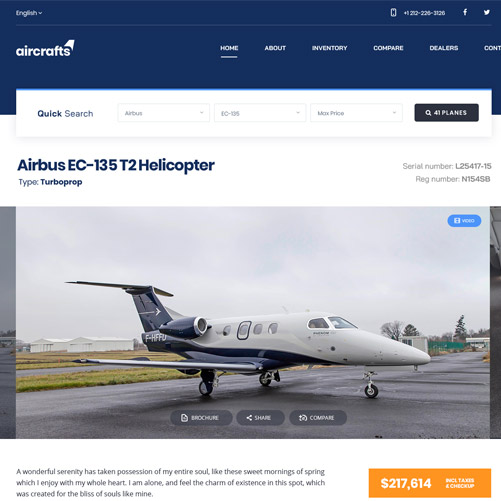 English
+1 212-226-3126
aircrafts
HOME ABOUT INVENTORY COMPARE DEALERS CONT
Quick Search
Airbus
EC-135
Max Price
41 PLANES
Airbus EC-135 T2 Helicopter
Type: Turboprop
Serial number: L25417-15
Reg number: N154SB
VIDEO
F-HFPD
BROCHURE
SHARE
COMPARE
A wonderful serenity has taken possession of my entire soul, like these sweet mornings of spring
which I enjoy with my whole heart. I am alone, and feel the charm of existence in this spot, which
was created for the bliss of souls like mine.
$217,614
INCL TAXES
& CHECKUP